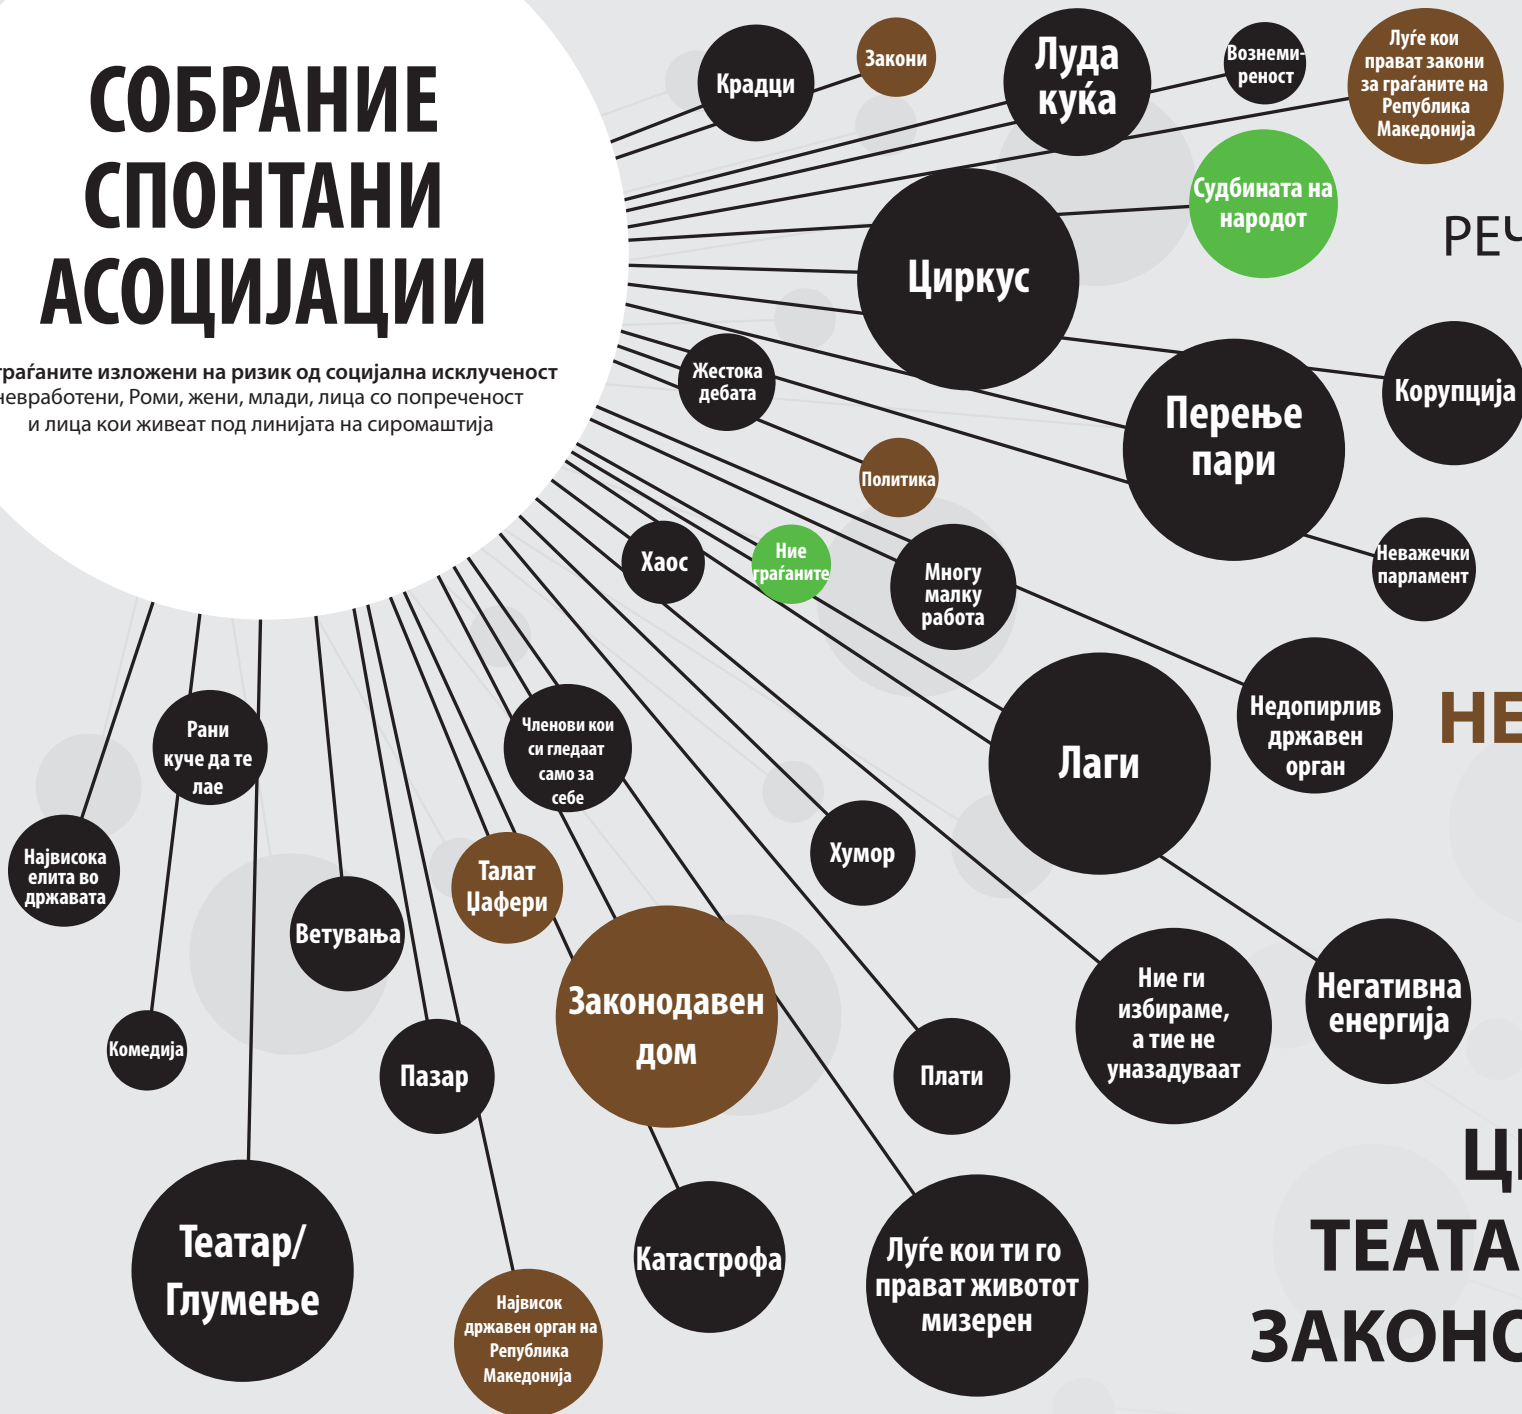 СОБРАНИЕ
СПОНТАНИ
АСОЦИЈАЦИИ
граѓаните изложени на ризик од социјална исклученост
невработени, Роми, жени, млади, лица со попреченост
и лица кои живеат под линијата на сиромаштија
Крадци
Закони
Луда
куќа
Вознеми-
реност
Луѓе кои
прават закони
за граѓаните на
Република
Македонија
Судбината на
народот
РЕЧ
Циркус
Жестока
дебата
Перење
пари
Корупција
Политика
Хаос
Ние
граѓаните
Многу
малку
работа
Неважечки
парламент
Недопирлив
државен
орган
НЕ
Рани
куче да те
лае
Членови кои
си гледаат
само за
себе
Лаги
Највисока
елита во
државата
Талат
Џафери
Хумор
Ветувања
Законодавен
дом
Ние ги
избираме,
а тие не
уназадуваат
Негативна
енергија
Комедија
Пазар
Плати
Театар/
Глумење
Највисок
државен орган на
Република
Македонија
Катастрофа
Луѓе кои ти го
прават животот
мизерен
ТЕАТА
ЗАКОНО